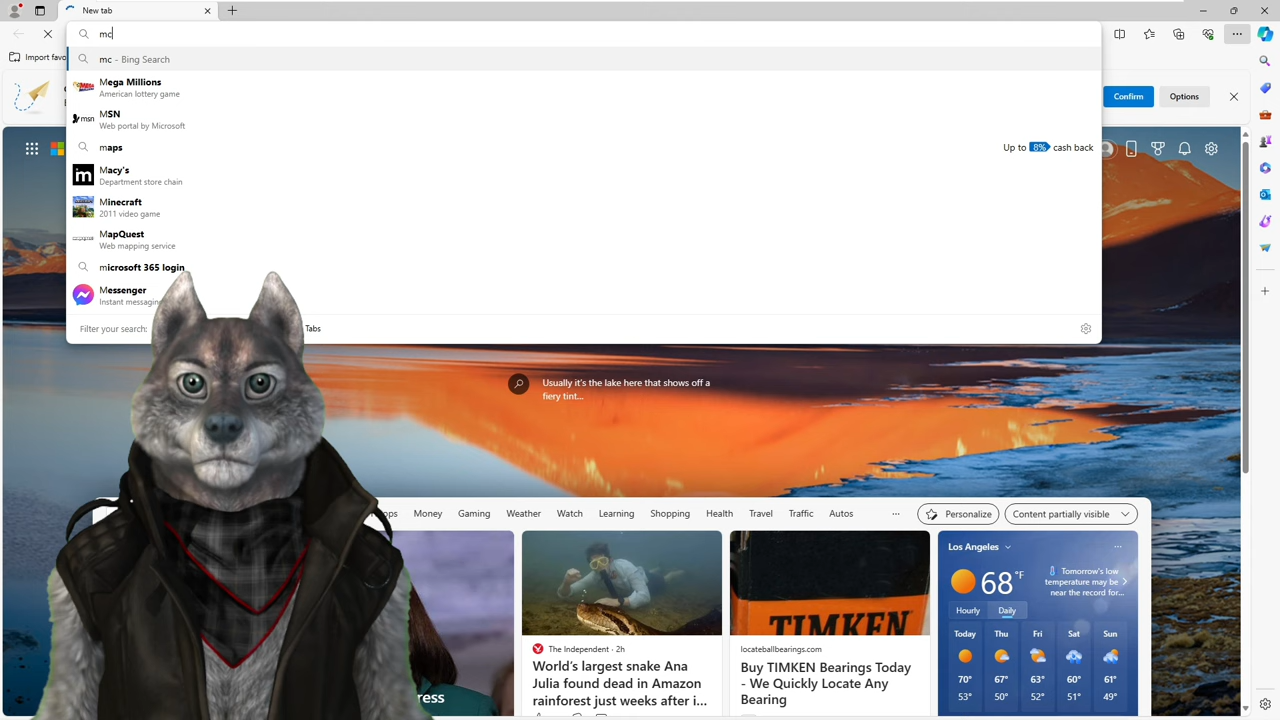 New tab
mc
Import favo
mc - Bing Search
Mega Millions
American lottery game
msn
MSN
Web portal by Microsoft
maps
Up to 8% cash back
m
Macy's
Department store chain
Minecraft
2011 video game
MapQuest
Web mapping service
microsoft 365 login
Messenger
Instant messaging
Filter your search:
Tabs
Confirm
Options
Usually it's the lake here that shows off a
fiery tint...
ops
Money
Gaming
Weather
Watch
Learning
Shopping
Health
Travel
Traffic
Autos
...
Personalize
Content partially visible
ress
The Independent · 2h
World's largest snake Ana
Julia found dead in Amazon
rainforest just weeks after i...
TIMKEN
locateballbearings.com
Buy TIMKEN Bearings Today
- We Quickly Locate Any
Bearing
Los Angeles
...
68 °F
Tomorrow's low
temperature may be
near the record for...
Hourly
Daily
Today Thu Fri Sat Sun
70° 67° 63° 60° 61°
53° 50° 52° 51° 49°